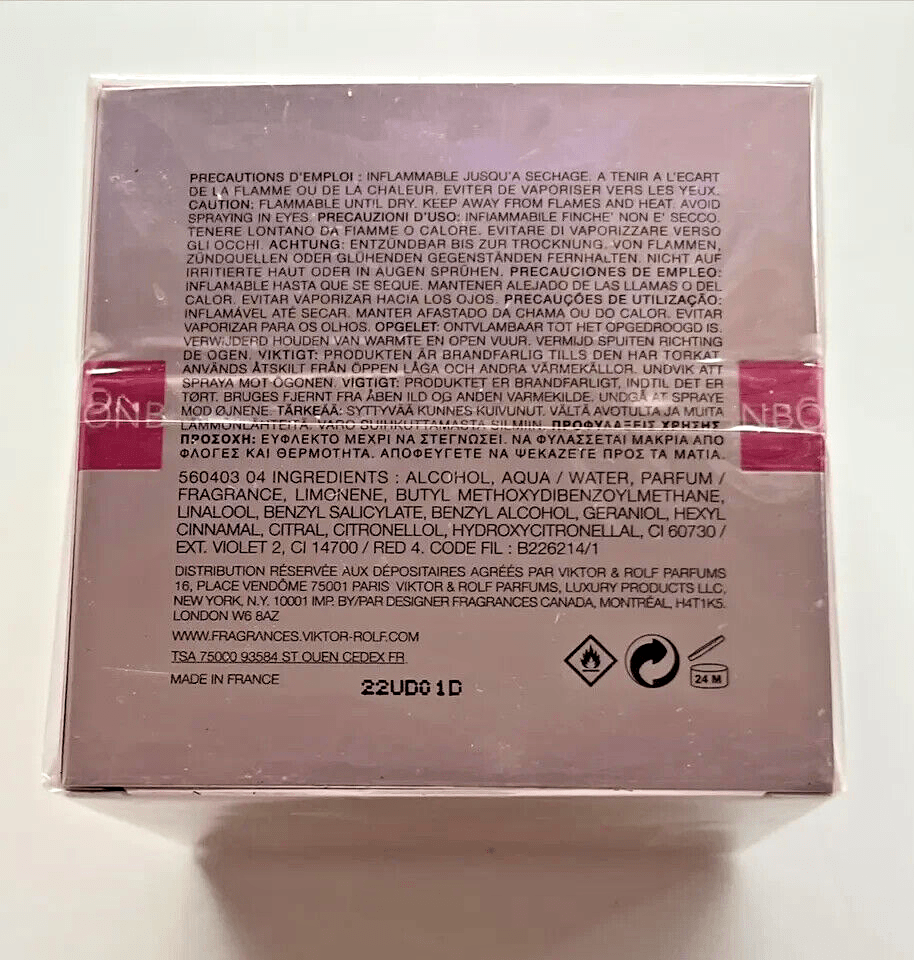 PRECAUTIONS D'EMPLOI : INFLAMMABLE JUSQU'A SECHAGE. A TENIR A L'ECART
DE LA FLAMME OU DE LA CHALEUR. EVITER DE VAPORISER VERS LES YEUX.
CAUTION: FLAMMABLE UNTIL DRY. KEEP AWAY FROM FLAMES AND HEAT. AVOID
SPRAYING IN EYES. PRECAUZIONI D'USO: INFIAMMABILE FINCHE' NON E' SECCO.
TENERE LONTANO DA FIAMME O CALORE. EVITARE DI VAPORIZZARE VERSO
GLI OCCHI. ACHTUNG: ENTZÜNDBAR BIS ZUR TROCKNUNG. VON FLAMMEN,
ZÜNDQUELLEN ODER GLÜHENDEN GEGENSTÄNDEN FERNHALTEN. NICHT AUF
IRRITIERTE HAUT ODER IN AUGEN SPRÜHEN. PRECAUCIONES DE EMPLEO:
INFLAMABLE HASTA QUE SE SEQUE. MANTENER ALEJADO DE LAS LLAMAS O DEL
CALOR. EVITAR VAPORIZAR HACIA LOS OJOS. PRECAUÇÕES DE UTILIZAÇÃO:
INFLAMÁVEL ATÉ SECAR. MANTER AFASTADO DA CHAMA OU DO CALOR. EVITAR
VAPORIZAR PARA OS OLHOS. OPGELET: ONTVLAMBAAR TOT HET OPGEDROOGD IS.
VERWIJDERD HOUDEN VAN WARMTE EN OPEN VUUR. VERMIJD SPUITEN RICHTING
DE OGEN. VIKTIGT: PRODUKTEN ÄR BRANDFARLIG TILLS DEN HAR TORKAT.
ANVÄNDS ÅTSKILT FRÅN ÖPPEN LÅGA OCH ANDRA VÄRMEKÄLLOR. UNDVIK ATT
SPRAYA MOT ÖGONEN. VIGTIGT: PRODUKTET ER BRANDFARLIGT, INDTIL DET ER
TØRT. BRUGES FJERNT FRA ÅBEN ILD OG ANDEN VARMEKILDE. UNDGÅ AT SPRAYE
MOD ØJNENE. TÄRKEÄÄ: SYTTYVÄÄ KUNNES KUIVUNUT. VÄLTÄ AVOTULTA JA MUITA
LÄMMÖNLÄHTEITÄ. VARO SUIHKUTTAMASTA SILMIIN. ΠΡΟΦΥΛΑΞΕΙΣ ΧΡΗΣΗΣ
ΠΡΟΣΟΧΗ: ΕΥΦΛΕΚΤΟ ΜΕΧΡΙ ΝΑ ΣΤΕΓΝΩΣΕΙ. ΝΑ ΦΥΛΑΣΣΕΤΑΙ ΜΑΚΡΙΑ ΑΠΟ
ΦΛΟΓΕΣ ΚΑΙ ΘΕΡΜΟΤΗΤΑ. ΑΠΟΦΕΥΓΕΤΕ ΝΑ ΨΕΚΑΖΕΤΕ ΠΡΟΣ ΤΑ ΜΑΤΙΑ.
ONB
NBO
560403 04 INGREDIENTS : ALCOHOL, AQUA / WATER, PARFUM /
FRAGRANCE, LIMONENE, BUTYL METHOXYDIBENZOYLMETHANE,
LINALOOL, BENZYL SALICYLATE, BENZYL ALCOHOL, GERANIOL, HEXYL
CINNAMAL, CITRAL, CITRONELLOL, HYDROXYCITRONELLAL, CI 60730 /
EXT. VIOLET 2, CI 14700 / RED 4. CODE FIL : B226214/1
DISTRIBUTION RÉSERVÉE AUX DÉPOSITAIRES AGRÉÉS PAR VIKTOR & ROLF PARFUMS
16, PLACE VENDÔME 75001 PARIS VIKTOR & ROLF PARFUMS, LUXURY PRODUCTS LLC,
NEW YORK, N.Y. 10001 IMP. BY/PAR DESIGNER FRAGRANCES CANADA, MONTRÉAL, H4T1K5.
LONDON W6 8AZ
WWW.FRAGRANCES.VIKTOR-ROLF.COM
TSA 75000 93584 ST OUEN CEDEX FR
MADE IN FRANCE
22UD01D
24 M